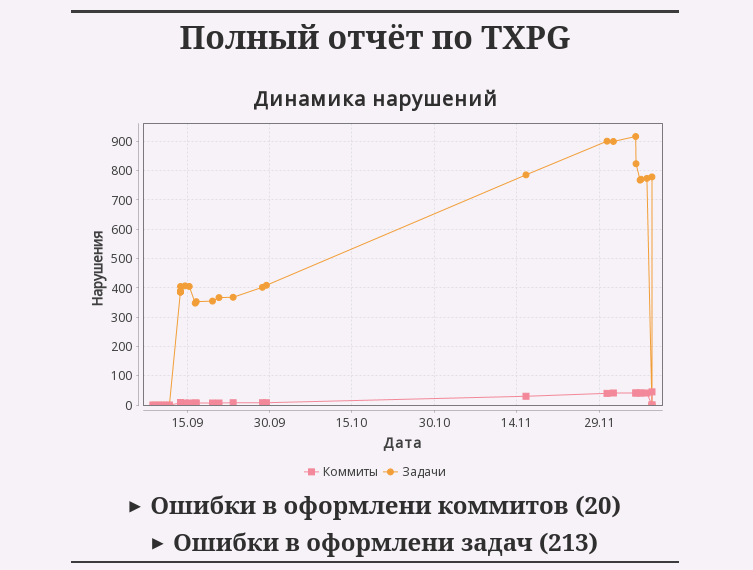 Полный отчёт по TXPG
Динамика нарушений
900
800
700
600
500
400
300
200
100
0
Нарушения
15.09 30.09 15.10 30.10 14.11 29.11
Дата
Коммиты Задачи
► Ошибки в оформлени коммитов (20)
► Ошибки в оформлени задач (213)